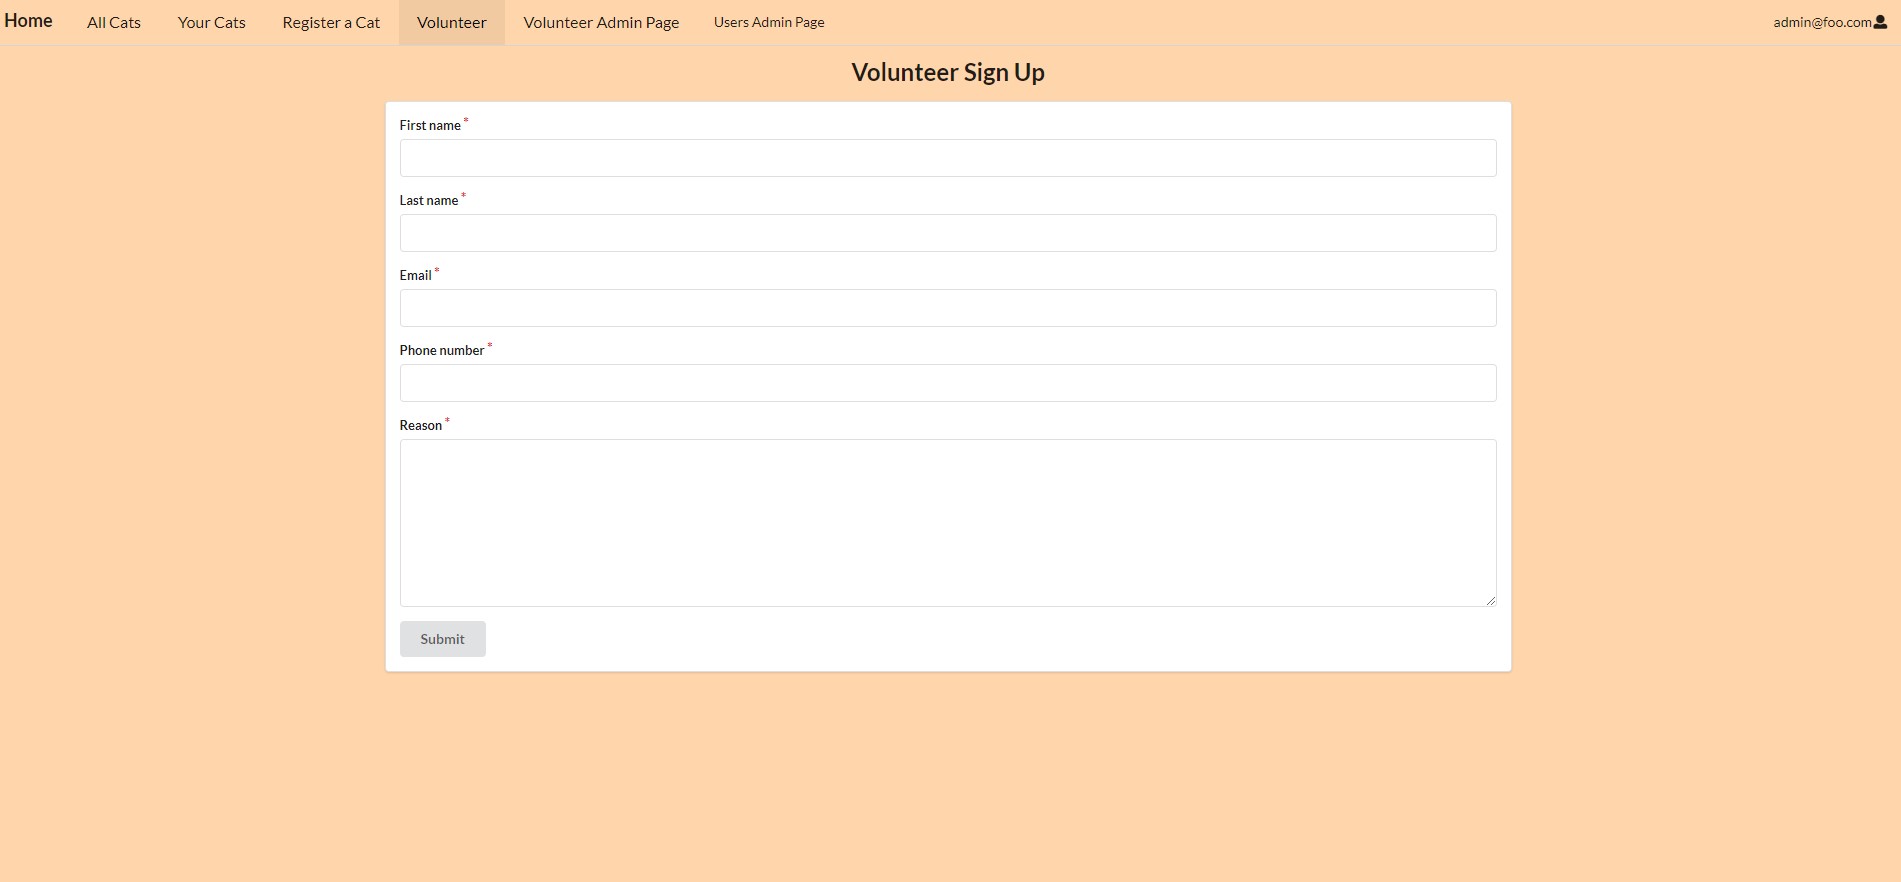 Home All Cats Your Cats Register a Cat Volunteer Volunteer Admin Page Users Admin Page admin@foo.com
Volunteer Sign Up
First name *
Last name *
Email *
Phone number *
Reason *
Submit